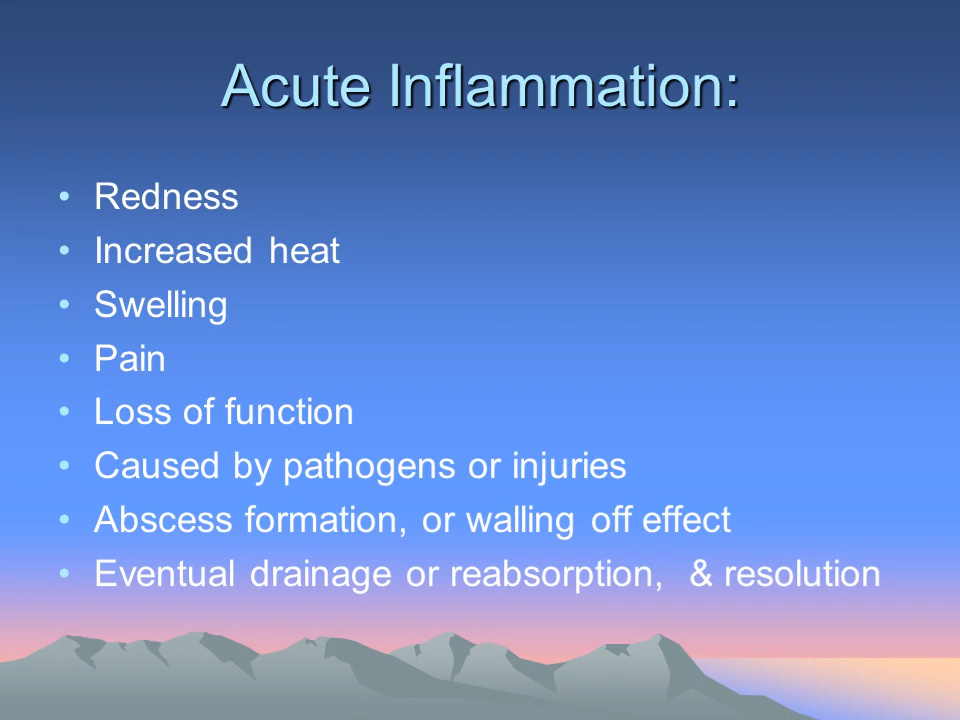 Acute Inflammation:
• Redness
• Increased heat
• Swelling
• Pain
• Loss of function
• Caused by pathogens or injuries
• Abscess formation, or walling off effect
• Eventual drainage or reabsorption,  & resolution